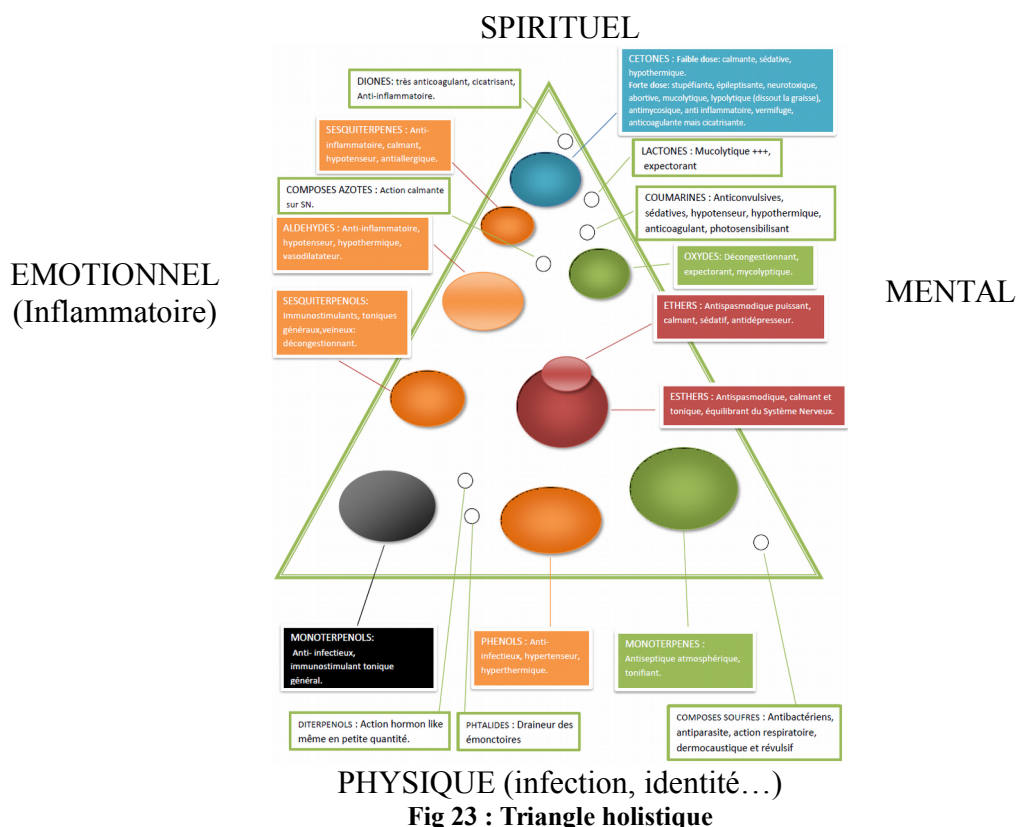 SPIRITUEL
CETONES : Faible dose: calmante, sédative,
hypothermique.
Forte dose: stupéfiante, épileptisante, neurotoxique,
abortive, mucolytique, lypolytique (dissout la graisse),
antimycosique, anti inflammatoire, vermifuge,
anticoagulante mais cicatrisante.
DIONES: très anticoagulant, cicatrisant,
Anti-inflammatoire.
SESQUITERPENES : Anti-
inflammatoire, calmant,
hypotenseur, antiallergique.
LACTONES : Mucolytique +++,
expectorant
COMPOSES AZOTES : Action calmante
sur SN.
COUMARINES : Anticonvulsives,
sédatives, hypotenseur, hypothermique,
anticoagulant, photosensibilisant
ALDEHYDES : Anti-inflammatoire,
hypotenseur, hypothermique,
vasodilatateur.
OXYDES: Décongestionnant,
expectorant, mycolyptique.
EMOTIONNEL
(Inflammatoire)
MENTAL
SESQUITERPENOLS:
Immunostimulants, toniques
généraux,veineux:
décongestionnant.
ETHERS : Antispasmodique puissant,
calmant, sédatif, antidépresseur.
ESTHERS : Antispasmodique, calmant et
tonique, équilibrant du Système Nerveux.
MONOTERPENOLS:
Anti- infectieux,
immunostimulant tonique
général.
PHENOLS : Anti-
infectieux, hypertenseur,
hyperthermique.
MONOTERPENES :
Antiseptique atmosphérique,
tonifiant.
DITERPENOLS : Action hormon like
même en petite quantité.
PHTALIDES : Draineur des
émonctoires
COMPOSES SOUFRES : Antibactériens,
antiparasite, action respiratoire,
dermocaustique et révulsif
PHYSIQUE (infection, identité…)
Fig 23 : Triangle holistique